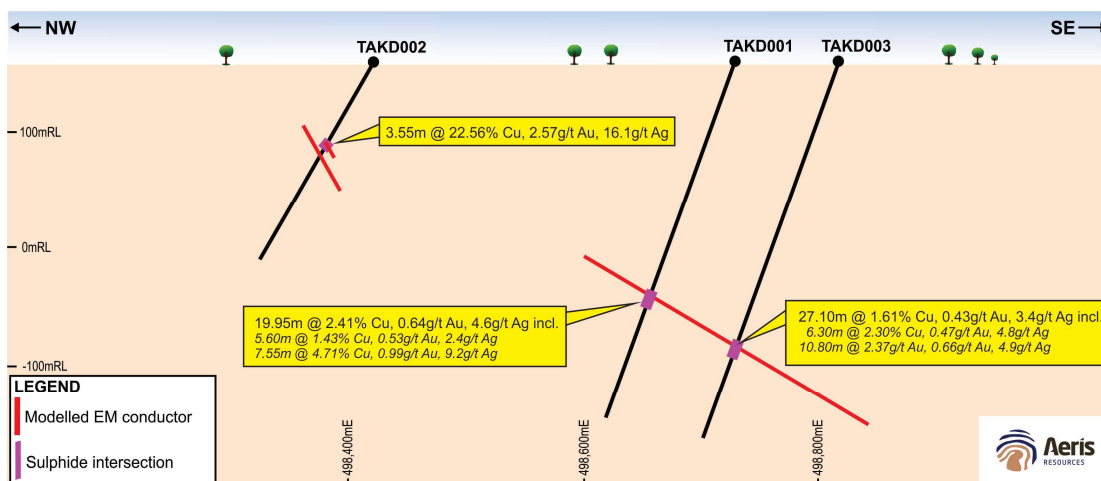 ← NW
SE →
TAKD002
TAKD001
TAKD003
100mRL
3.55m @ 22.56% Cu, 2.57g/t Au, 16.1g/t Ag
0mRL
19.95m @ 2.41% Cu, 0.64g/t Au, 4.6g/t Ag incl.
5.60m @ 1.43% Cu, 0.53g/t Au, 2.4g/t Ag
7.55m @ 4.71% Cu, 0.99g/t Au, 9.2g/t Ag
27.10m @ 1.61% Cu, 0.43g/t Au, 3.4g/t Ag incl.
6.30m @ 2.30% Cu, 0.47g/t Au, 4.8g/t Ag
10.80m @ 2.37g/t Au, 0.66g/t Au, 4.9g/t Ag
-100mRL
LEGEND
Modelled EM conductor
Sulphide intersection
498,400mE
498,600mE
498,800mE
Aeris
RESOURCES